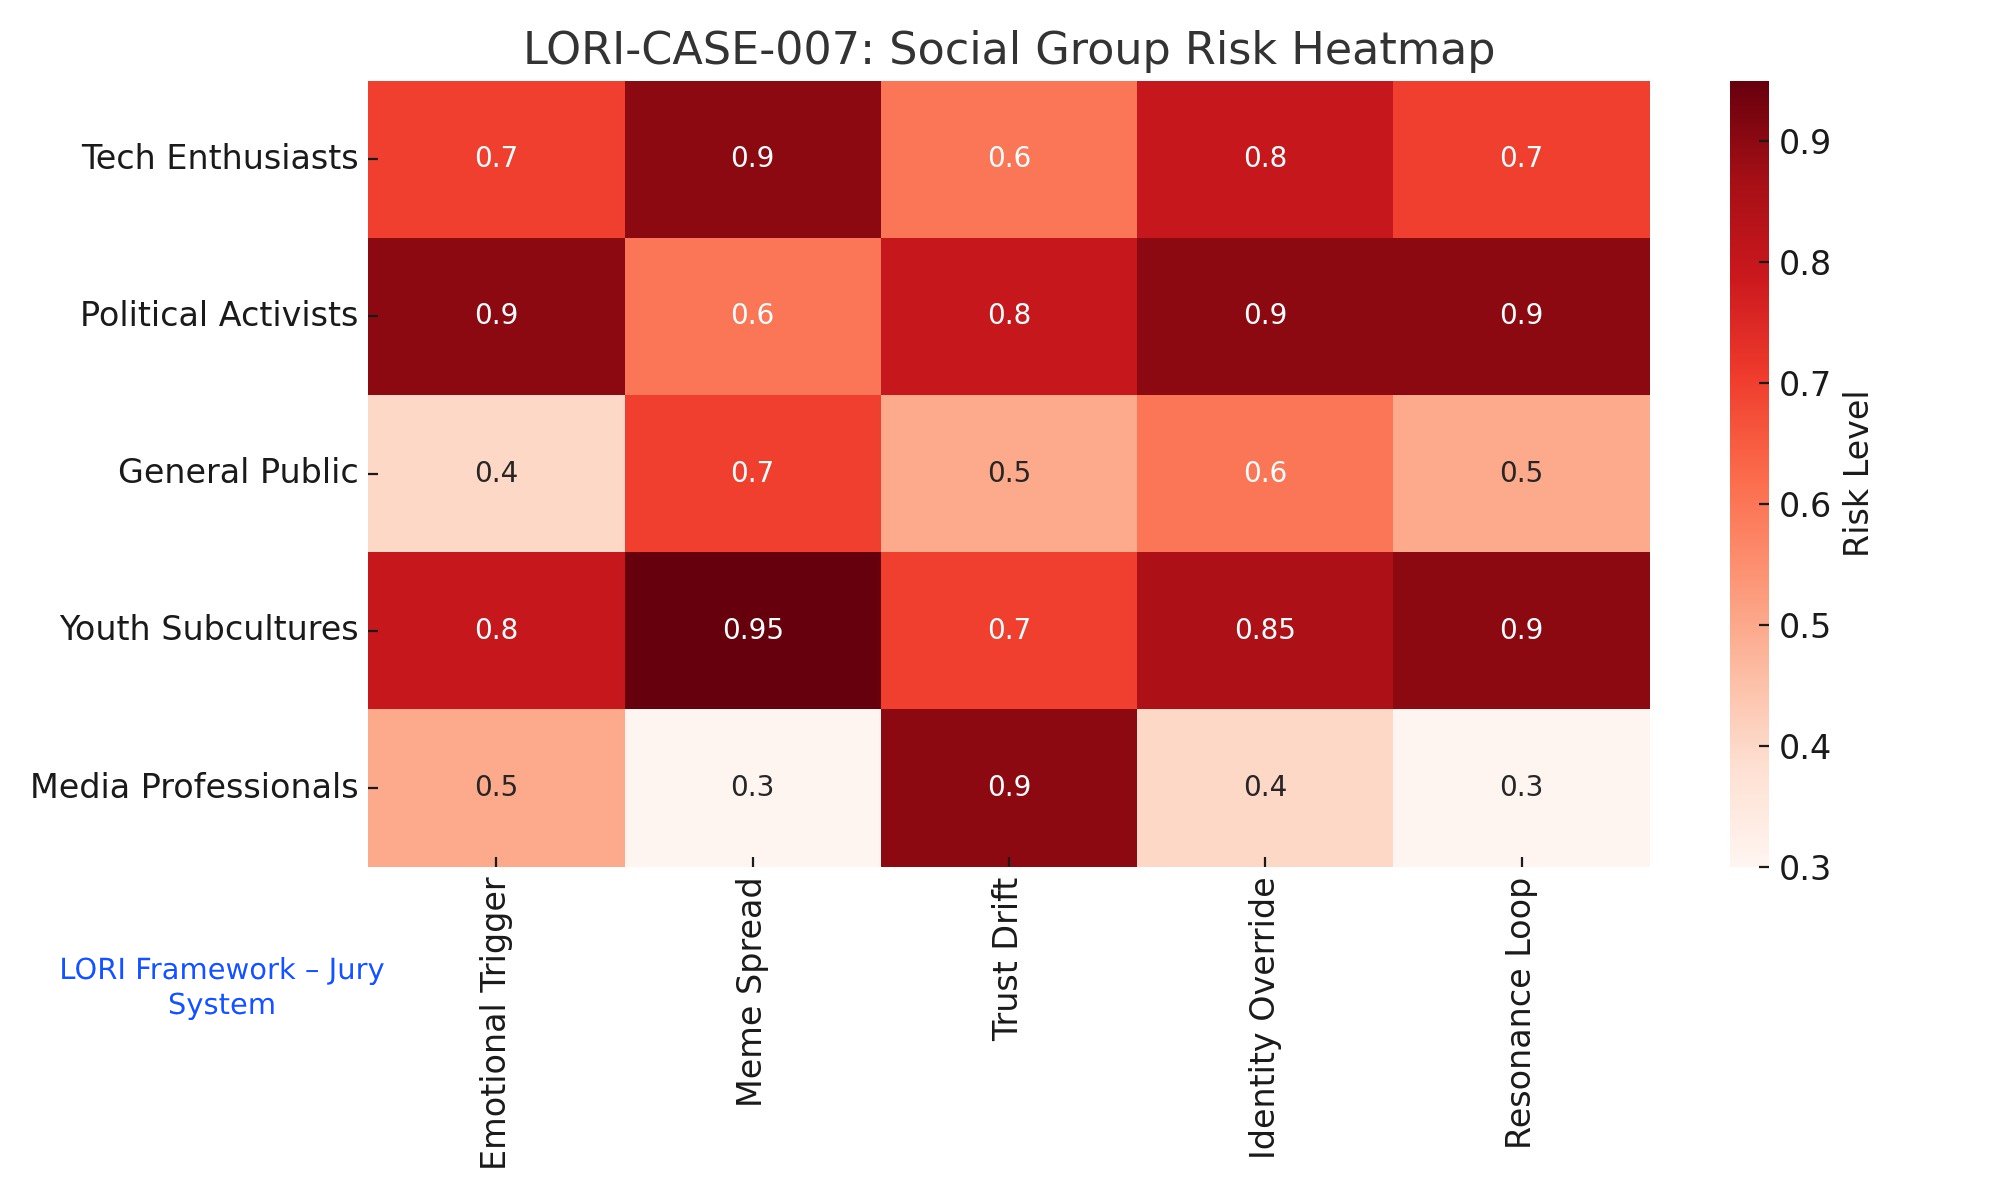 LORI-CASE-007: Social Group Risk Heatmap
Tech Enthusiasts 0.7 0.9 0.6 0.8 0.7
Political Activists 0.9 0.6 0.8 0.9 0.9
General Public 0.4 0.7 0.5 0.6 0.5
Youth Subcultures 0.8 0.95 0.7 0.85 0.9
Media Professionals 0.5 0.3 0.9 0.4 0.3
Emotional Trigger
Meme Spread
Trust Drift
Identity Override
Resonance Loop
0.9
0.8
0.7
0.6
0.5
0.4
0.3
Risk Level
LORI Framework – Jury
System